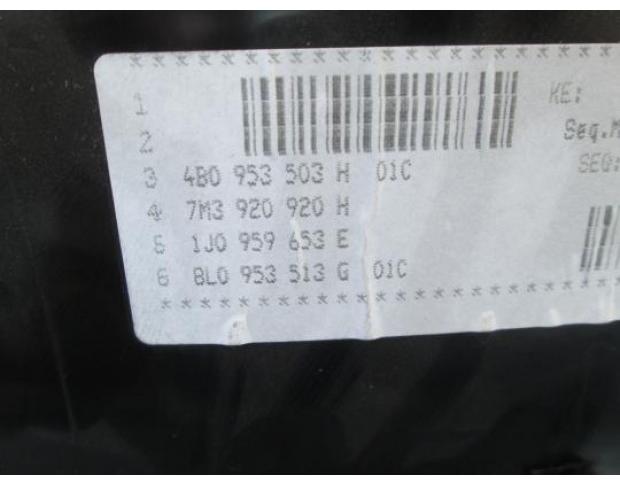 * * * * * * * * * * * * * * * * * * * *
1
2
KE:
Seq.
SEQ:
3 4B0 953 503 H 01C
4 7M3 920 920 H
5 1J0 959 653 E
6 8L0 953 513 G 01C
* * * * * * * * * * * * * * * * * * * *